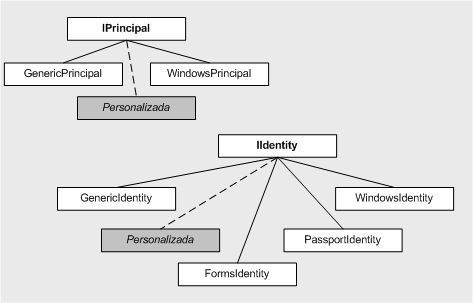 IPrincipal
GenericPrincipal
WindowsPrincipal
Personalizada
IIdentity
GenericIdentity
WindowsIdentity
Personalizada
PassportIdentity
FormsIdentity